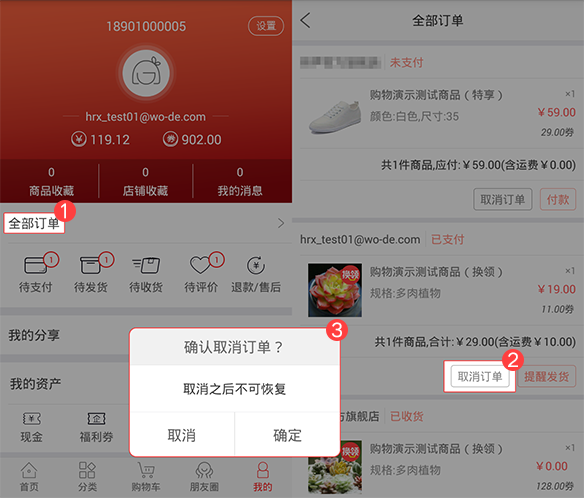 18901000005
设置
hrx_test01@wo-de.com
¥ 119.12
券 902.00
0 0 0
商品收藏 店铺收藏 我的消息
1
全部订单
1 1 1
待支付 待发货 待收货 待评价 退款/售后
我的分享
我的资产
现金 福利券
首页 分类 购物车 朋友圈 我的
3
确认取消订单？
取消之后不可恢复
取消 确定
全部订单
未支付
购物演示测试商品（特享） ×1
颜色:白色,尺寸:35 ￥59.00
29.00券
共1件商品,应付:￥59.00(含运费￥0.00)
取消订单 付款
hrx_test01@wo-de.com 已支付
换领
购物演示测试商品（换领） ×1
规格:多肉植物 ￥19.00
11.00券
共1件商品,合计:￥29.00(含运费￥10.00)
2
取消订单 提醒发货
方旗舰店 已收货
换领
购物演示测试商品（换领） ×1
规格:多肉植物 ￥0.00
128.00券